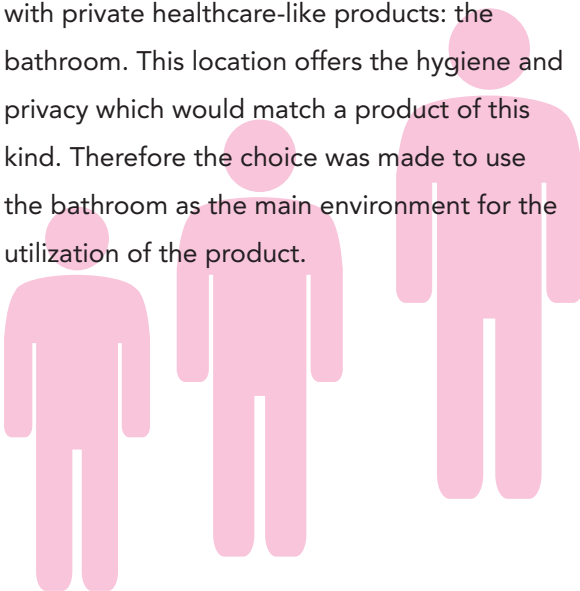 with private healthcare-like products: the
bathroom. This location offers the hygiene and
privacy which would match a product of this
kind. Therefore the choice was made to use
the bathroom as the main environment for the
utilization of the product.